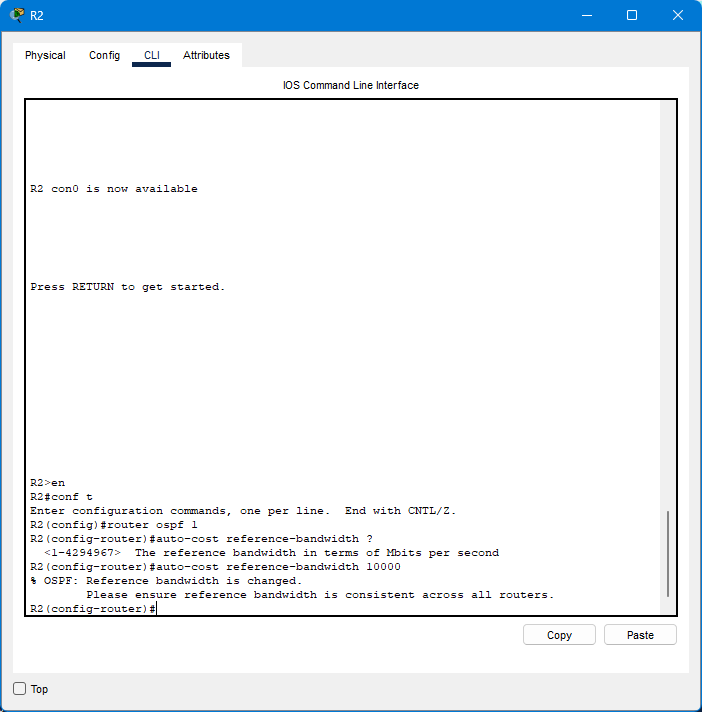 R2
Physical Config CLI Attributes
IOS Command Line Interface
R2 con0 is now available
Press RETURN to get started.
R2>en
R2#conf t
Enter configuration commands, one per line.  End with CNTL/Z.
R2(config)#router ospf 1
R2(config-router)#auto-cost reference-bandwidth ?
  <1-4294967>  The reference bandwidth in terms of Mbits per second
R2(config-router)#auto-cost reference-bandwidth 10000
% OSPF: Reference bandwidth is changed.
        Please ensure reference bandwidth is consistent across all routers.
R2(config-router)#
Copy Paste
Top